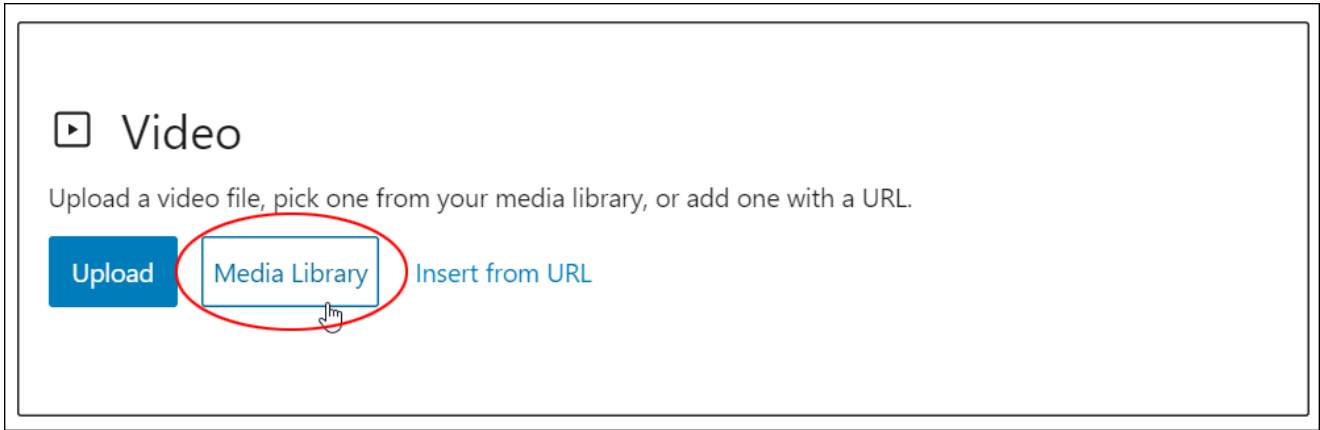 Video
Upload a video file, pick one from your media library, or add one with a URL.
Upload Media Library Insert from URL